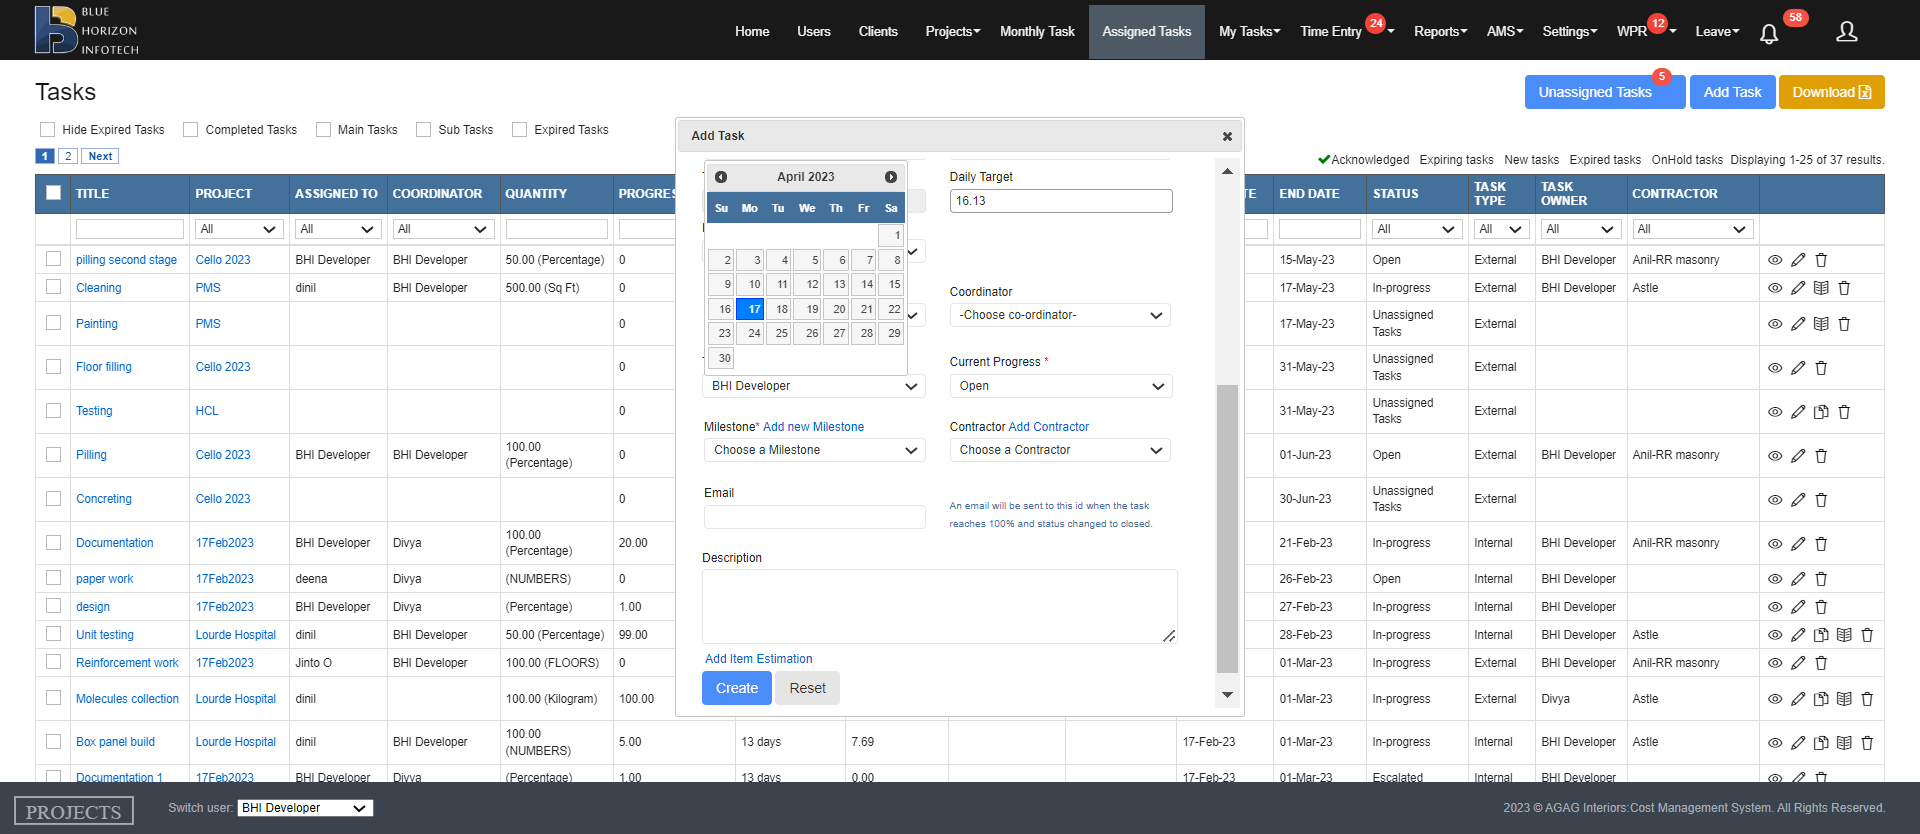 BLUE
HORIZON
INFOTECH
Home Users Clients Projects Monthly Task Assigned Tasks My Tasks Time Entry 24 Reports AMS Settings WPR 12 Leave 58
Tasks
Unassigned Tasks 5 Add Task Download
Hide Expired Tasks Completed Tasks Main Tasks Sub Tasks Expired Tasks
1 2 Next
Acknowledged Expiring tasks New tasks Expired tasks OnHold tasks Displaying 1-25 of 37 results.
TITLE PROJECT ASSIGNED TO COORDINATOR QUANTITY PROGRES TE END DATE STATUS TASK TYPE TASK OWNER CONTRACTOR
All All All All All All All
pilling second stage Cello 2023 BHI Developer BHI Developer 50.00 (Percentage) 0 15-May-23 Open External BHI Developer Anil-RR masonry
Cleaning PMS dinil BHI Developer 500.00 (Sq Ft) 0 17-May-23 In-progress External BHI Developer Astle
Painting PMS 0 17-May-23 Unassigned Tasks External
Floor filling Cello 2023 0 31-May-23 Unassigned Tasks External
Testing HCL 0 31-May-23 Unassigned Tasks External
Pilling Cello 2023 BHI Developer BHI Developer 100.00 (Percentage) 0 01-Jun-23 Open External BHI Developer Anil-RR masonry
Concreting Cello 2023 0 30-Jun-23 Unassigned Tasks External
Documentation 17Feb2023 BHI Developer Divya 100.00 (Percentage) 20.00 21-Feb-23 In-progress Internal BHI Developer Anil-RR masonry
paper work 17Feb2023 deena Divya (NUMBERS) 0 26-Feb-23 Open Internal BHI Developer
design 17Feb2023 BHI Developer Divya (Percentage) 1.00 27-Feb-23 In-progress Internal BHI Developer
Unit testing Lourde Hospital dinil BHI Developer 50.00 (Percentage) 99.00 28-Feb-23 In-progress Internal BHI Developer Astle
Reinforcement work 17Feb2023 Jinto O BHI Developer 100.00 (FLOORS) 0 01-Mar-23 In-progress External BHI Developer Anil-RR masonry
Molecules collection Lourde Hospital dinil 100.00 (Kilogram) 100.00 01-Mar-23 In-progress External Divya Astle
Box panel build Lourde Hospital dinil BHI Developer 100.00 (NUMBERS) 5.00 13 days 7.69 17-Feb-23 01-Mar-23 In-progress Internal BHI Developer Astle
Documentation 1 17Feb2023 BHI Developer Divya (Percentage) 1.00 13 days 0.00 17-Feb-23 01-Mar-23 Escalated Internal BHI Developer
Add Task
April 2023
Su Mo Tu We Th Fr Sa
1
2 3 4 5 6 7 8
9 10 11 12 13 14 15
16 17 18 19 20 21 22
23 24 25 26 27 28 29
30
Daily Target
16.13
Coordinator
-Choose co-ordinator-
Current Progress *
BHI Developer Open
Milestone* Add new Milestone Contractor Add Contractor
Choose a Milestone Choose a Contractor
Email
An email will be sent to this id when the task
reaches 100% and status changed to closed.
Description
Add Item Estimation
Create Reset
PROJECTS Switch user: BHI Developer 2023 © AGAG Interiors:Cost Management System. All Rights Reserved.